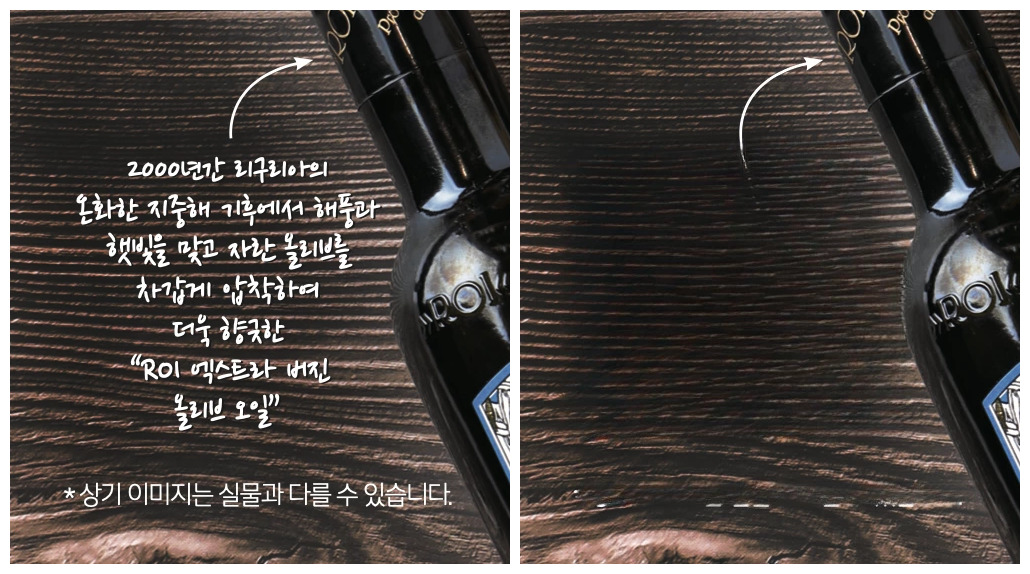 2000년간 리구리아의
온화한 지중해 기후에서 해풍과
햇빛을 맞고 자란 올리브를
차갑게 압착하여
더욱 향긋한
“ROI 엑스트라 버진
올리브 오일”
* 상기 이미지는 실물과 다를 수 있습니다.
ROI
"ROI"
ROI
"ROI"